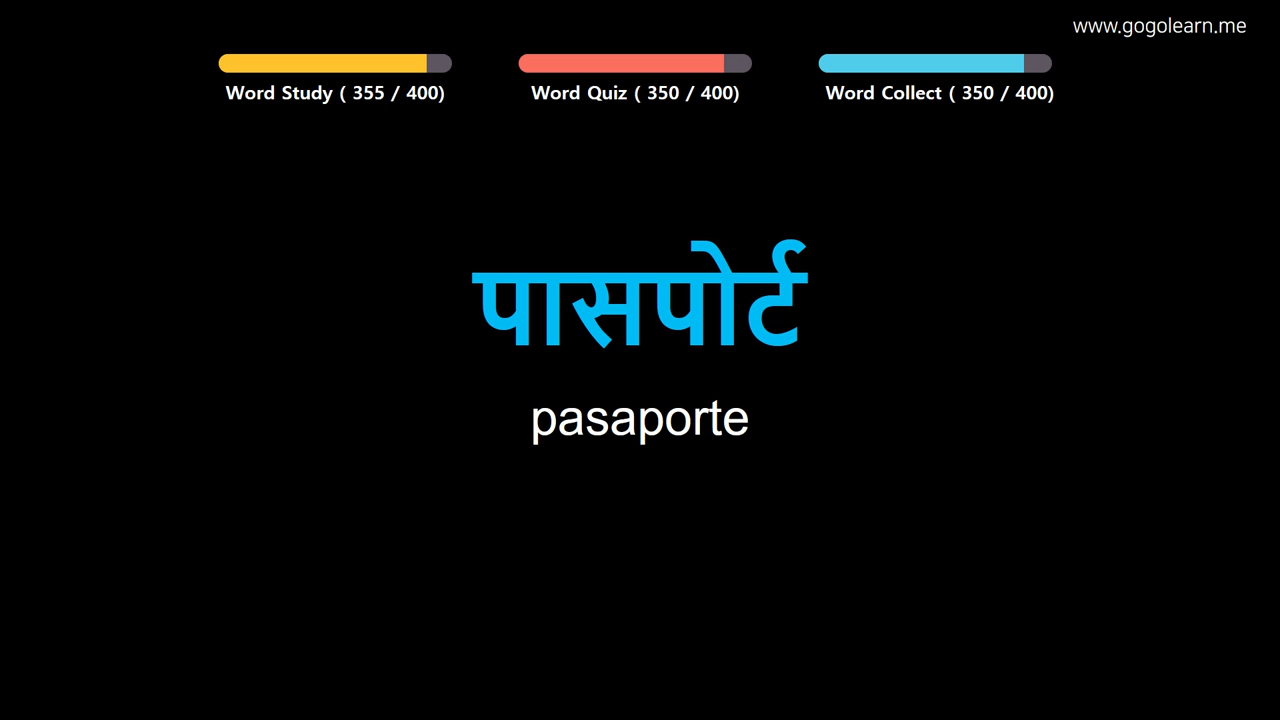 www.gogolearn.me
Word Study ( 355 / 400)
Word Quiz ( 350 / 400)
Word Collect ( 350 / 400)
पासपोर्ट
pasaporte